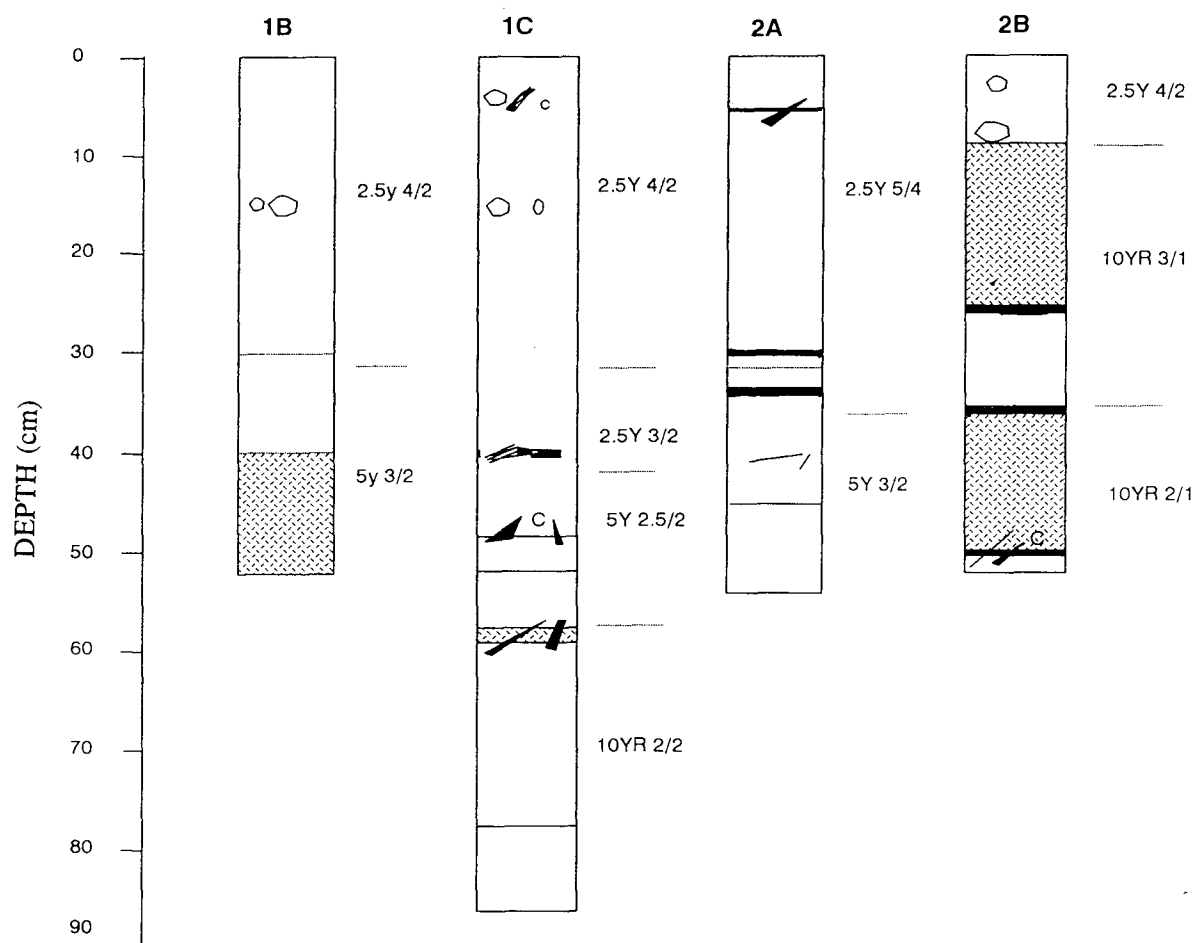 1B 1C 2A 2B
0
2.5Y 4/2
c
10
2.5y 4/2 2.5Y 4/2 2.5Y 5/4
20
10YR 3/1
30
40
2.5Y 3/2
5y 3/2 5Y 3/2 10YR 2/1
C 5Y 2.5/2
C
50
60
70
10YR 2/2
80
90
DEPTH (cm)